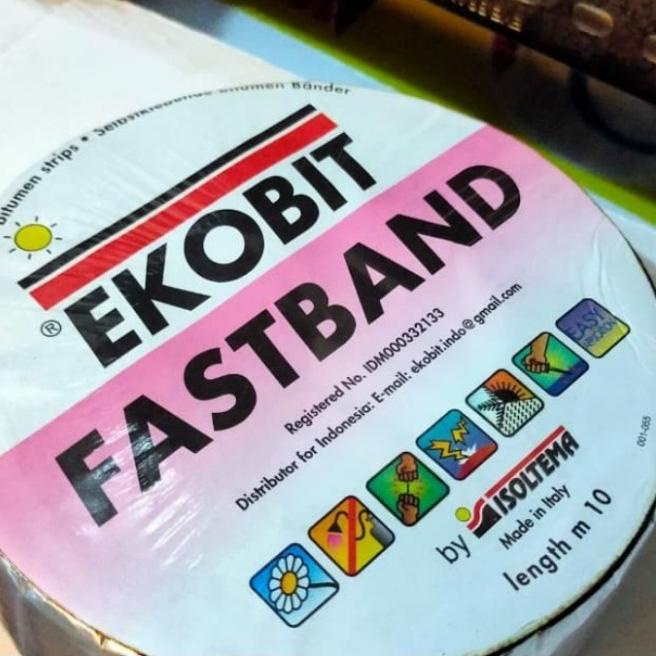 bitumen strips • Selbstklebende Bitumen Bänder
EKOBIT
®
FASTBAND
Registered No. IDM000332133
Distributor for Indonesia: E-mail: ekobit.indo@gmail.com
EASY
by ISOLTEMA
Made in Italy
length m 10
001-065